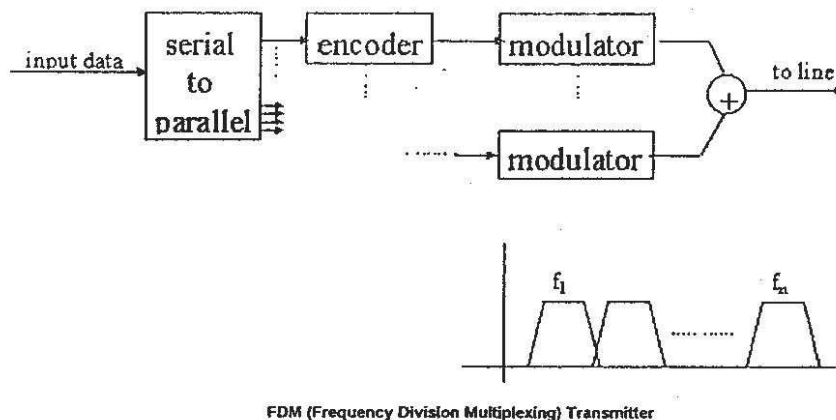 input data
serial
to
parallel
encoder
modulator
modulator
+
to line
f1
fn
FDM (Frequency Division Multiplexing) Transmitter